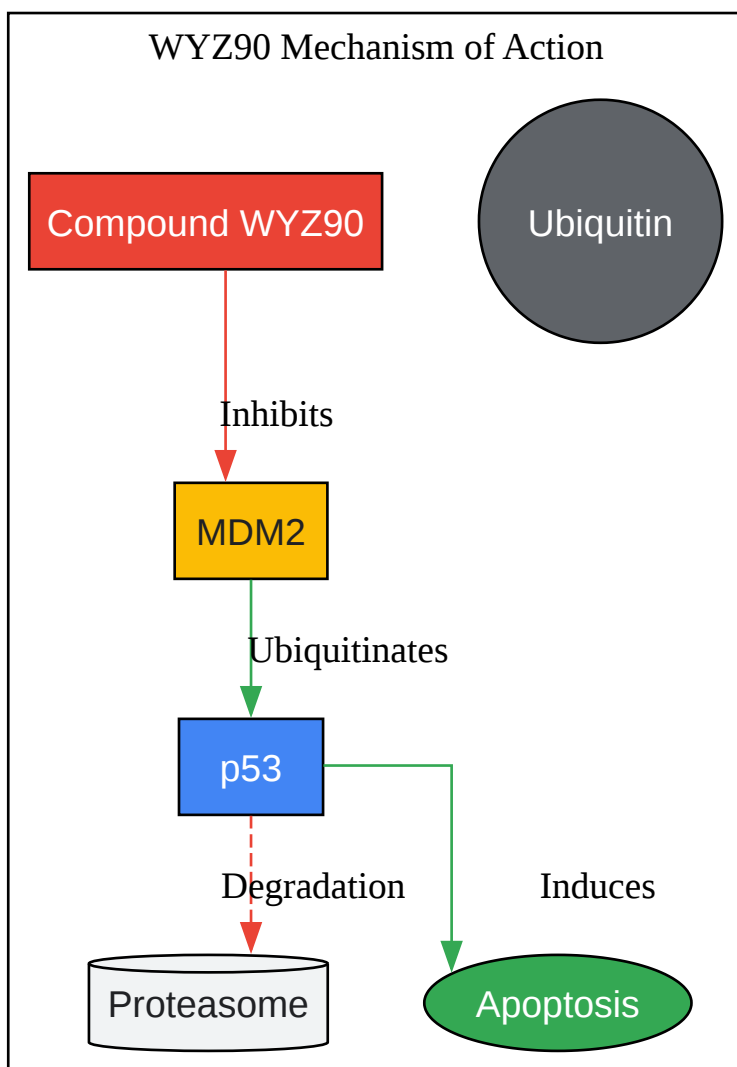 WYZ90 Mechanism of Action
Compound WYZ90
Ubiquitin
Inhibits
MDM2
Ubiquitinates
p53
Degradation
Induces
Proteasome
Apoptosis